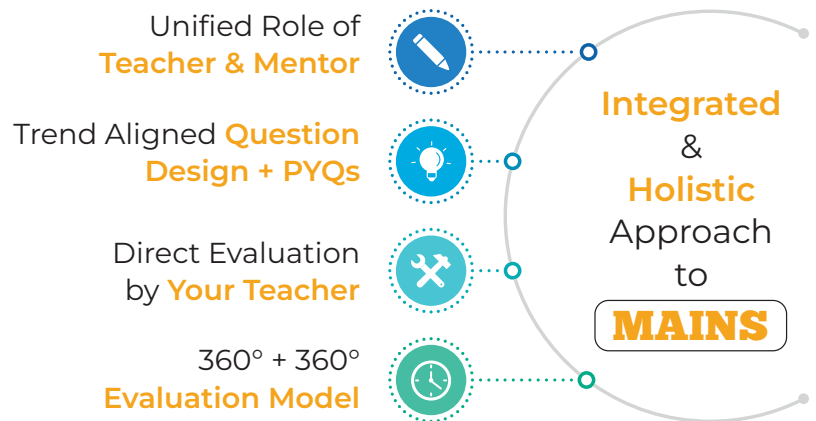 Unified Role of
Teacher & Mentor
Trend Aligned Question
Design + PYQs
Direct Evaluation
by Your Teacher
360° + 360°
Evaluation Model
Integrated
&
Holistic
Approach
to
MAINS